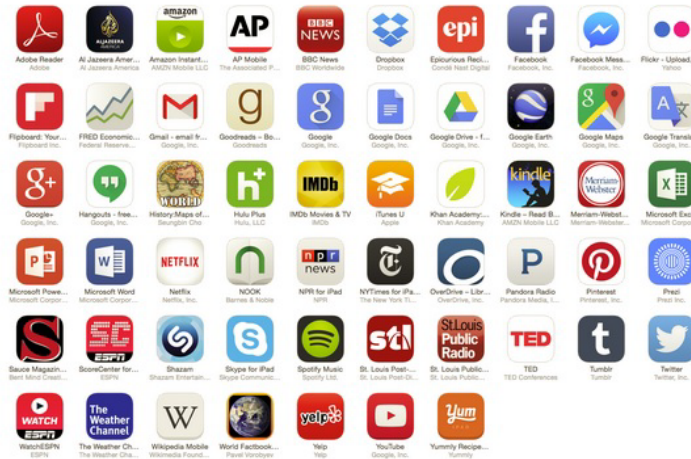 amazon
ALJAZEERA
AMERICA
AP
BBC
NEWS
epi
Adobe Reader
Al Jazeera Amer...
Amazon Instant...
AP Mobile
BBC News
Dropbox
Epicurious Reci...
Facebook
Facebook Mess...
Flickr - Upload
Adobe
Al Jazeera America
AMZN Mobile LLC
The Associated P...
BBC Worldwide
Dropbox
Condé Nast Digital
Facebook, Inc.
Facebook, Inc.
Yahoo
g
g
8
A
Flipboard: Your...
FRED Economic...
Gmail - email fr...
Goodreads – Bo...
Google
Google Docs
Google Drive - f...
Google Earth
Google Maps
Google Transl
Flipboard Inc.
Federal Reserve...
Google, Inc.
Goodreads
Google, Inc.
Google, Inc.
Google, Inc.
Google, Inc.
Google, Inc.
Google, Inc.
g+
WORLD
h+
IMDb
kindle
Merriam-
Webster
X
Google+
Hangouts - free...
History:Maps of...
Hulu Plus
IMDb Movies & TV
iTunes U
Khan Academy:...
Kindle – Read B...
Merriam-Webst...
Microsoft Exc
Google, Inc.
Google, Inc.
Seungbin Cho
Hulu, LLC
IMDb
Apple
Khan Academy
AMZN Mobile LLC
Merriam-Webster...
Microsoft Corpo
P
W
NETFLIX
n
npr
news
T
P
Microsoft Powe...
Microsoft Word
Netflix
NOOK
NPR for iPad
NYTimes for iPa...
OverDrive – Libr...
Pandora Radio
Pinterest
Prezi
Microsoft Corpor...
Microsoft Corpor...
Netflix, Inc.
Barnes & Noble
NPR
The New York Ti...
OverDrive, Inc.
Pandora Media, I...
Pinterest, Inc.
Prezi Inc.
S
SC
ESPN
S
stl
St.Louis
Public
Radio
TED
t
Sauce Magazin...
ScoreCenter for...
Shazam
Skype for iPad
Spotify Music
St. Louis Post-...
St. Louis Public...
TED
Tumblr
Twitter
Bent Mind Creat...
ESPN
Shazam Entertain...
Skype Communic...
Spotify Ltd.
St. Louis Post-Di...
St. Louis Public...
TED Conferences
Tumblr
Twitter, Inc.
WATCH
ESPN
The
Weather
Channel
W
yelp
Yum
WatchESPN
The Weather Ch...
Wikipedia Mobile
World Factbook...
Yelp
YouTube
Yummly Recipe...
ESPN
The Weather Cha...
Wikimedia Found...
Pavel Vorobyev
Yelp
Google, Inc.
Yummly